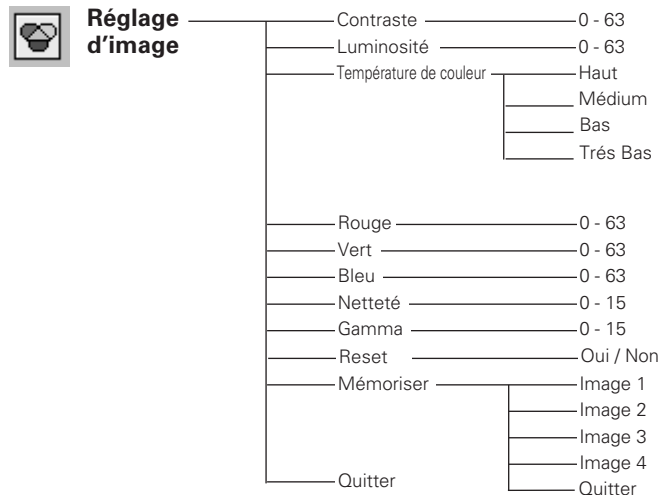 Réglage d'image
Contraste 0 - 63
Luminosité 0 - 63
Température de couleur Haut
Médium
Bas
Trés Bas
Rouge 0 - 63
Vert 0 - 63
Bleu 0 - 63
Netteté 0 - 15
Gamma 0 - 15
Reset Oui / Non
Mémoriser Image 1
Image 2
Image 3
Image 4
Quitter
Quitter